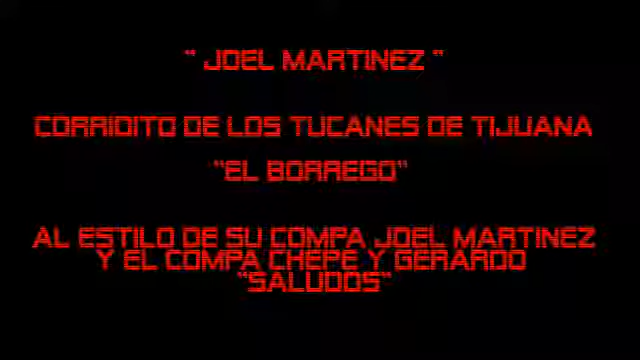 " JOEL MARTINEZ "
CORRIDITO DE LOS TUCANES DE TIJUANA
"EL BORREGO"
AL ESTILO DE SU COMPA JOEL MARTINEZ
Y EL COMPA CHEPE Y GERARDO
"SALUDOS"